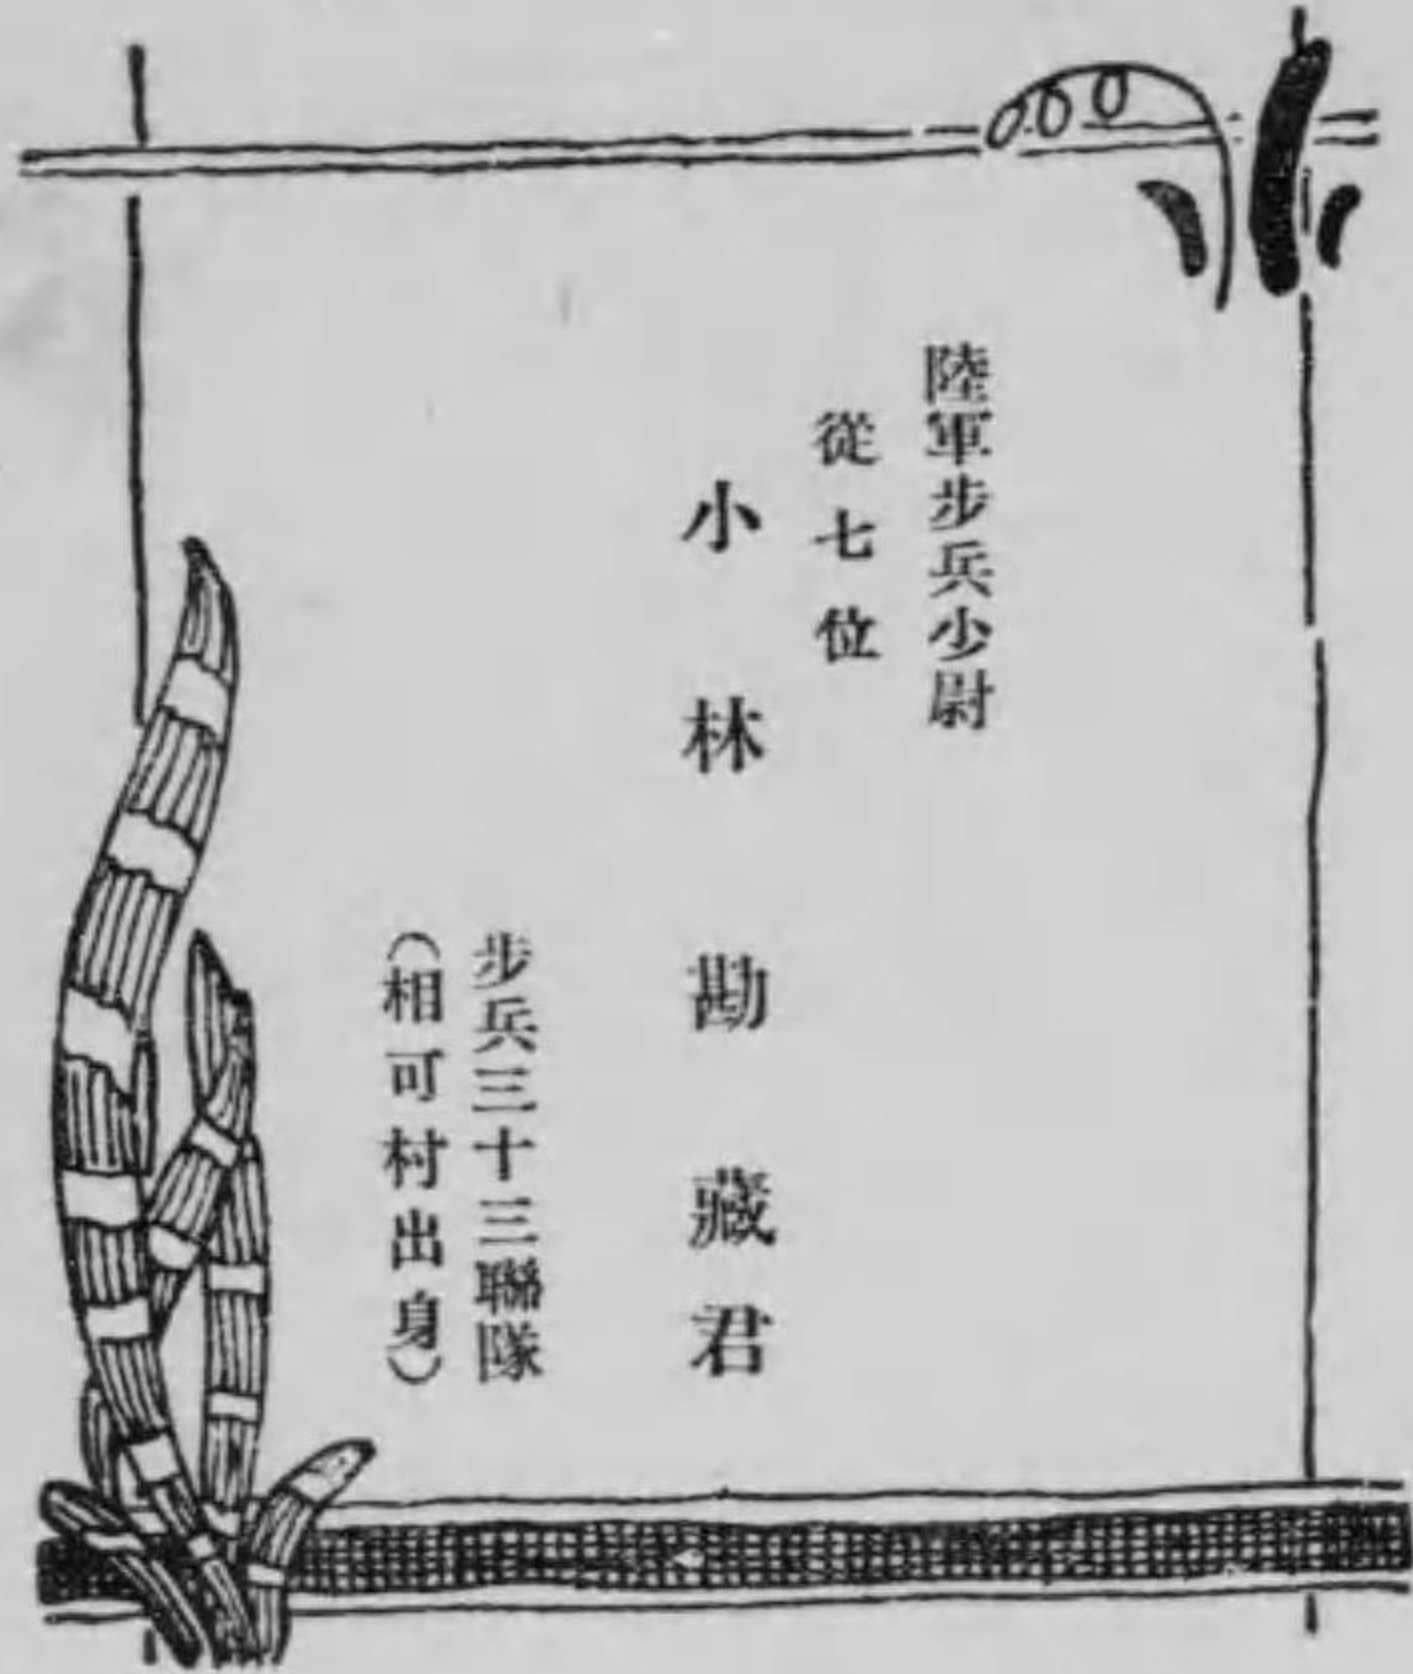 陸軍步兵少尉
從七位
小林勘藏君
步兵三十三聯隊
(相可村出身)